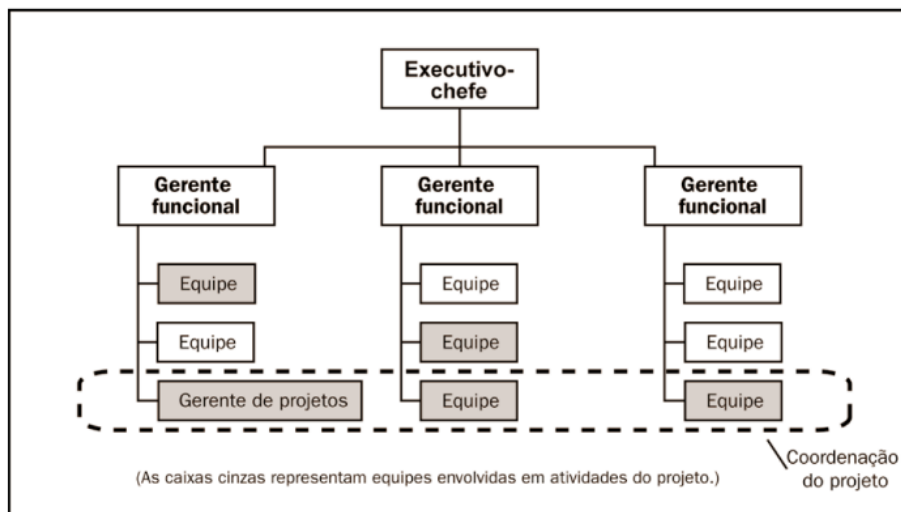 Executivo-
chefe
Gerente
funcional
Gerente
funcional
Gerente
funcional
Equipe
Equipe
Equipe
Equipe
Equipe
Equipe
Gerente de projetos
Equipe
Equipe
Coordenação
do projeto
(As caixas cinzas representam equipes envolvidas em atividades do projeto.)